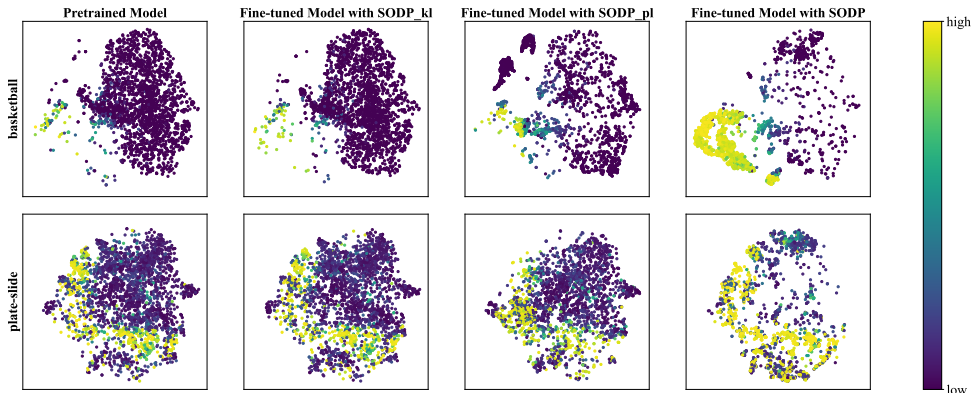 Pretrained Model
Fine-tuned Model with SODP_kl
Fine-tuned Model with SODP_pl
Fine-tuned Model with SODP
high
basketball
plate-slide
low